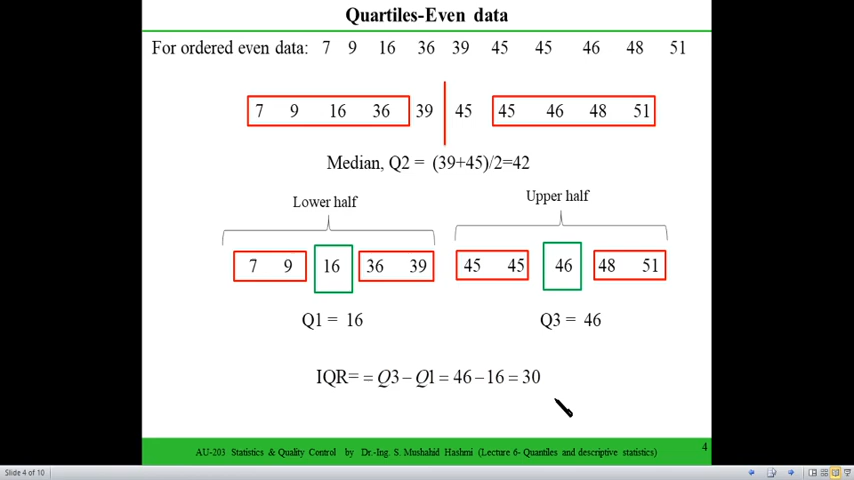 Quartiles-Even data
For ordered even data: 7 9 16 36 39 45 45 46 48 51
7 9 16 36 39 45 45 46 48 51
Median, Q2 = (39+45)/2=42
Lower half Upper half
7 9 16 36 39 45 45 46 48 51
Q1 = 16 Q3 = 46
IQR= = Q3 − Q1 = 46 − 16 = 30
AU-203 Statistics & Quality Control by Dr.-Ing. S. Mushahid Hashmi (Lecture 6- Quantiles and descriptive statistics) 4
Slide 4 of 10